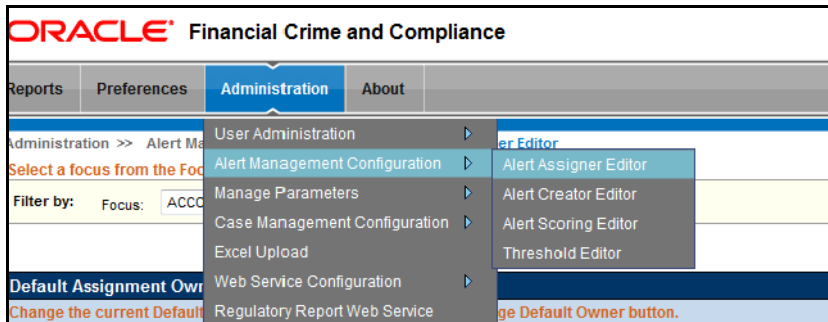 ORACLE Financial Crime and Compliance
Reports Preferences Administration About
Administration >> Alert Ma er Editor
User Administration
Select a focus from the Foc
Alert Management Configuration Alert Assigner Editor
Filter by: Focus: ACCO
Manage Parameters Alert Creator Editor
Case Management Configuration Alert Scoring Editor
Excel Upload Threshold Editor
Default Assignment Own
Web Service Configuration
Change the current Default ge Default Owner button.
Regulatory Report Web Service